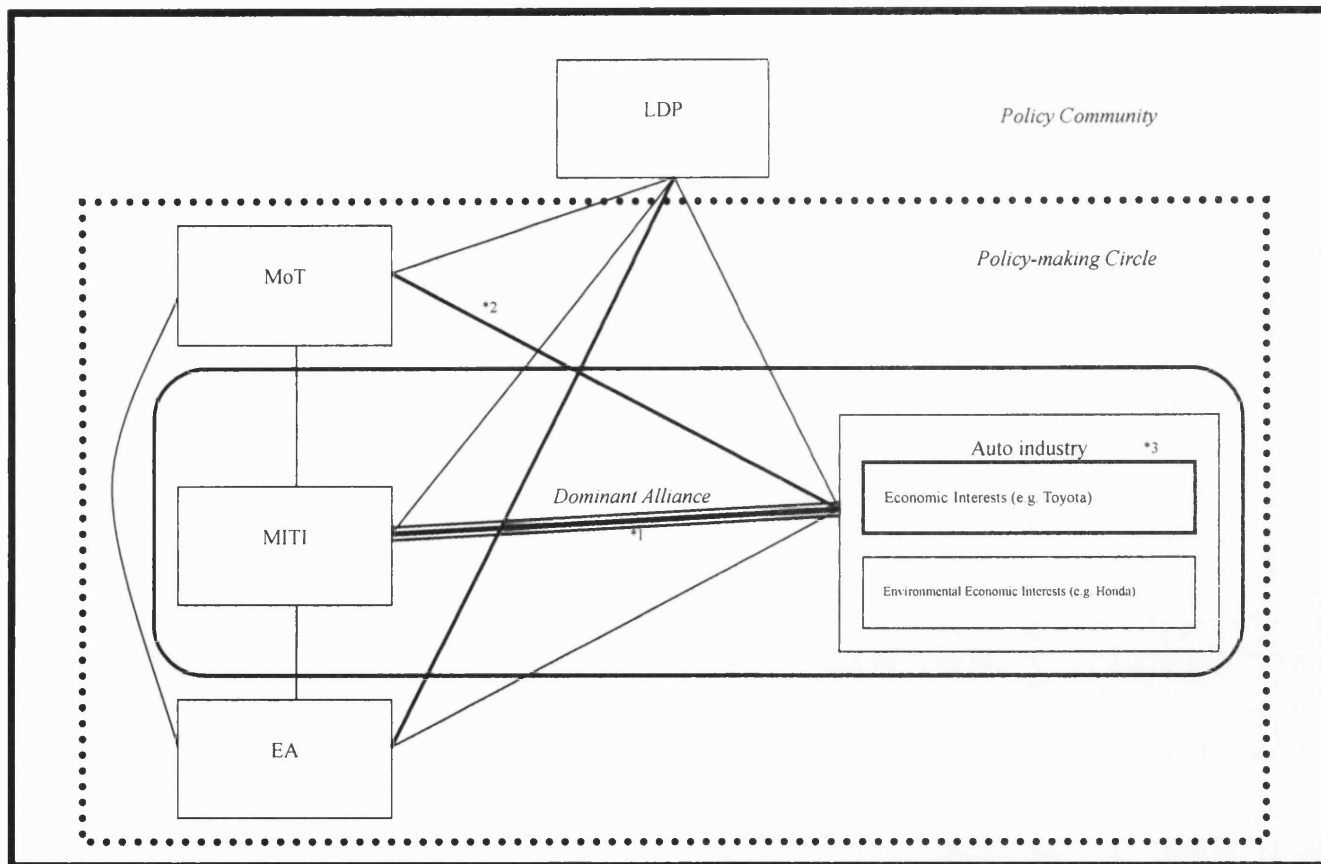 LDP
Policy Community
MoT
Policy-making Circle
*2
Auto industry *3
Economic Interests (e.g. Toyota)
Dominant Alliance
MITI
*1
Environmental Economic Interests (e.g. Honda)
EA